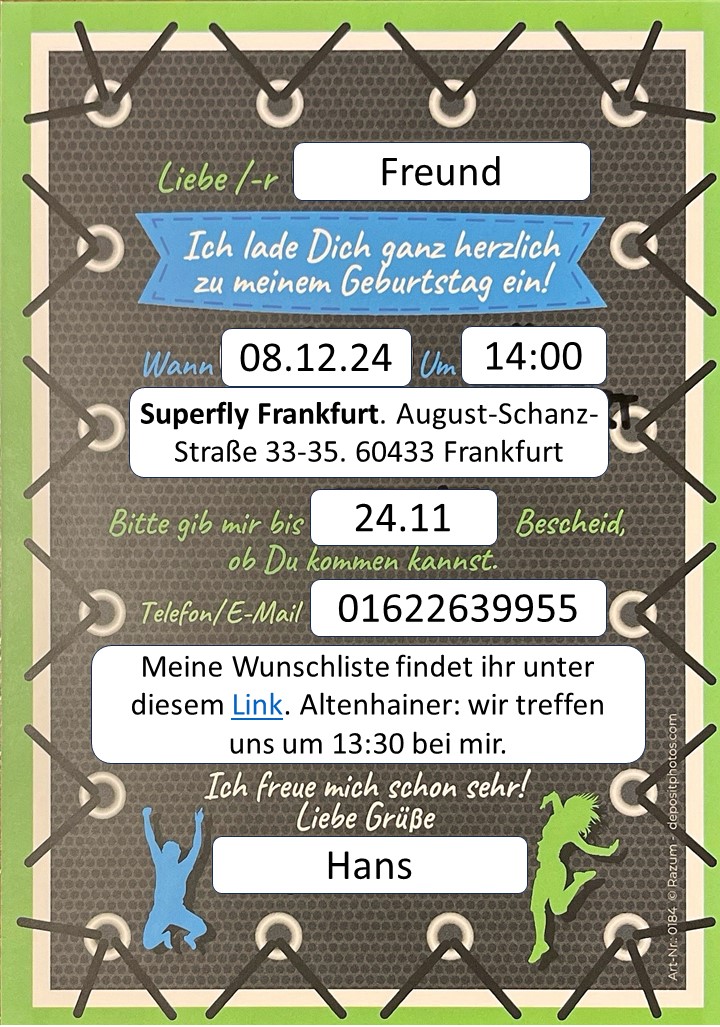 Liebe /-r Freund
Ich lade Dich ganz herzlich
zu meinem Geburtstag ein!
Wann 08.12.24 Um 14:00
Superfly Frankfurt. August-Schanz-
Straße 33-35. 60433 Frankfurt
Bitte gib mir bis 24.11 Bescheid,
ob Du kommen kannst.
Telefon/E-Mail 01622639955
Meine Wunschliste findet ihr unter
diesem Link. Altenhainer: wir treffen
uns um 13:30 bei mir.
Ich freue mich schon sehr!
Liebe Grüße
Hans
Art-Nr.: 0184 © Razum - depositphotos.com